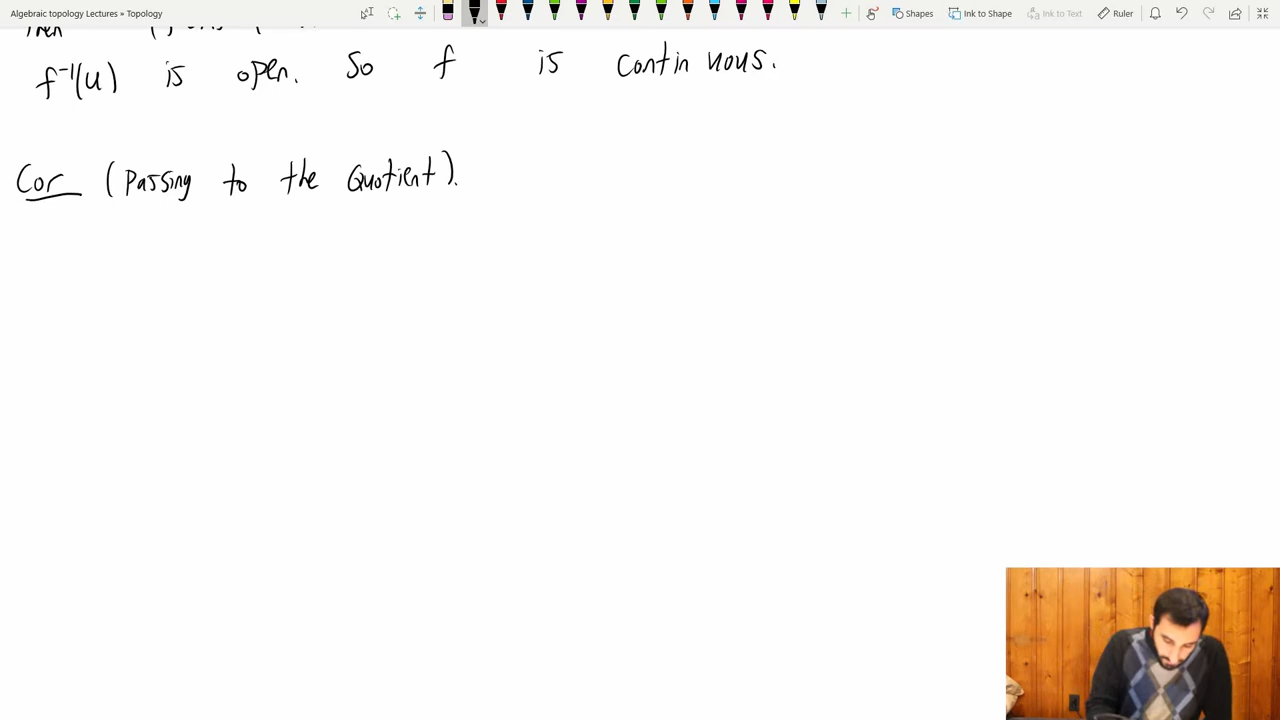 Algebraic topology Lectures » Topology
Shapes Ink to Shape Ink to Text Ruler
Then
f⁻¹(u) is open. So f is continuous.
Cor (Passing to the Quotient).